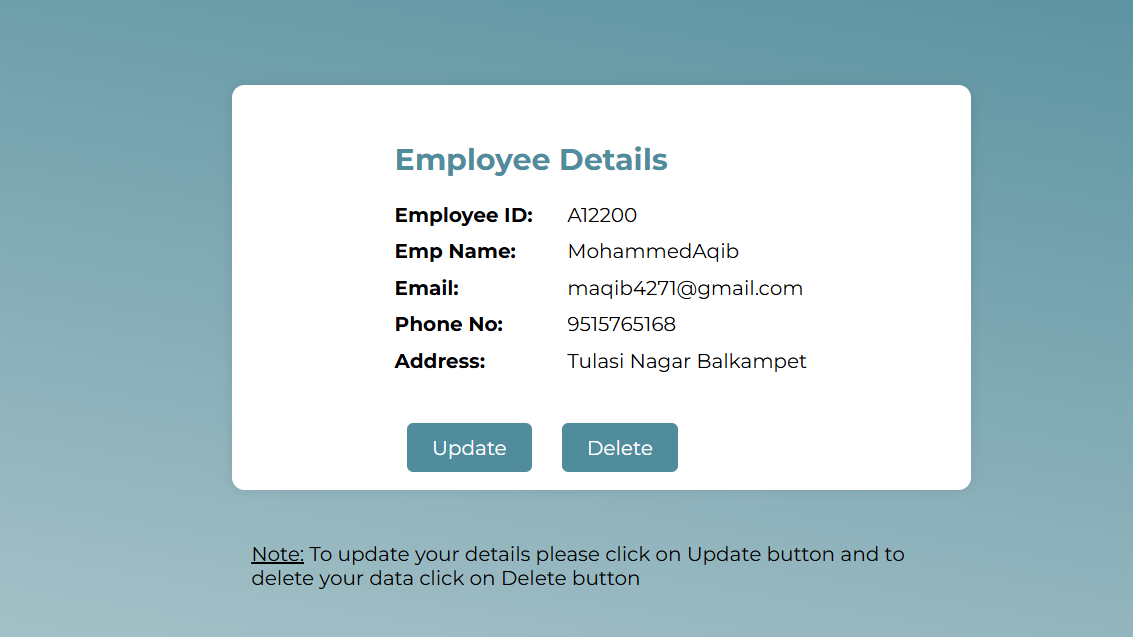 Employee Details
Employee ID: A12200
Emp Name: MohammedAqib
Email: maqib4271@gmail.com
Phone No: 9515765168
Address: Tulasi Nagar Balkampet
Update Delete
Note: To update your details please click on Update button and to
delete your data click on Delete button